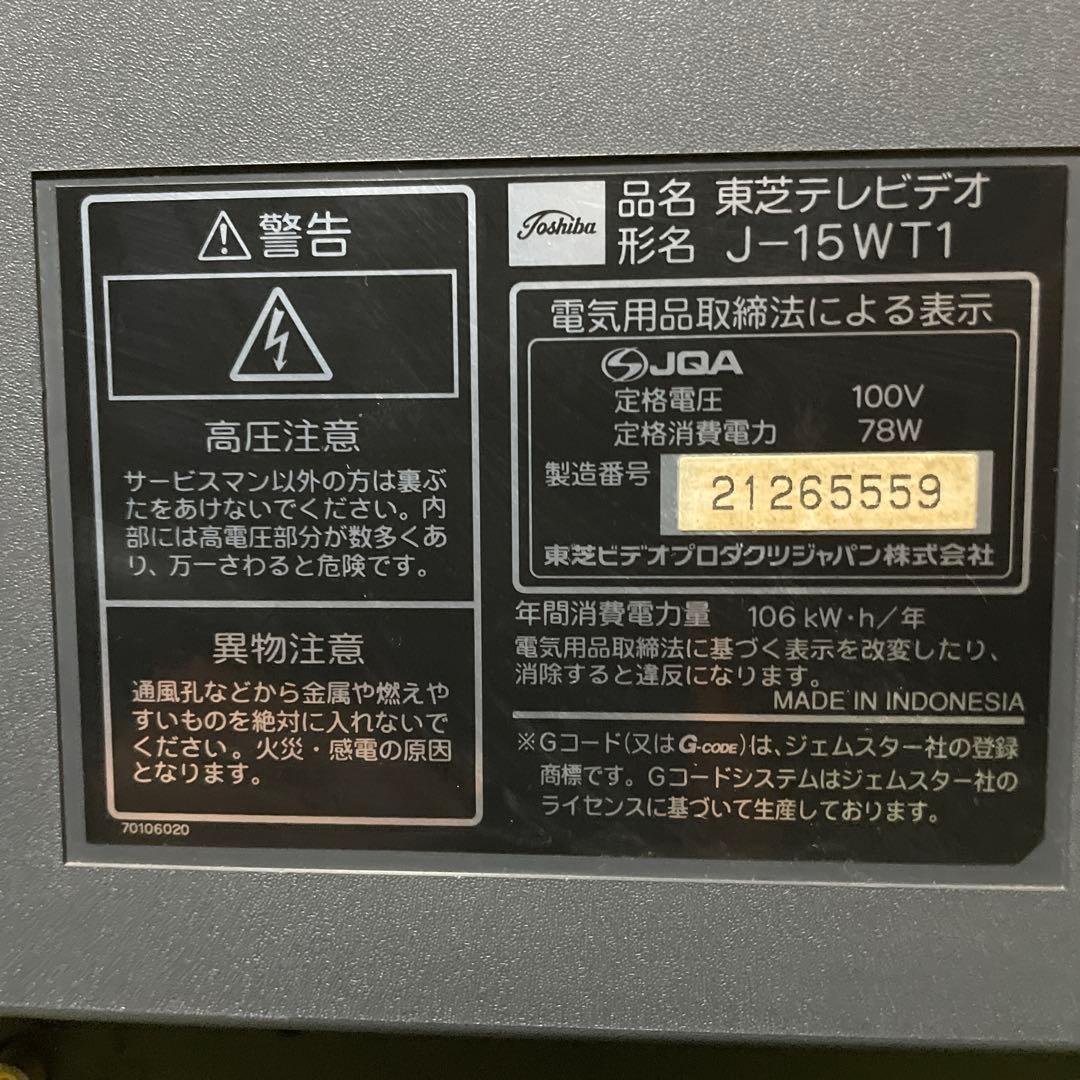 警告
高圧注意
サービスマン以外の方は裏ぶ
たをあけないでください。内
部には高電圧部分が数多くあ
り、万一さわると危険です。
異物注意
通風孔などから金属や燃えや
すいものを絶対に入れないで
ください。火災・感電の原因
となります。
70106020
Toshiba
品名 東芝テレビデオ
形名 J-15WT1
電気用品取締法による表示
JQA
定格電圧 100V
定格消費電力 78W
製造番号 21265559
東芝ビデオプロダクツジャパン株式会社
年間消費電力量 106kW・h/年
電気用品取締法に基づく表示を改変したり、
消除すると違反になります。
MADE IN INDONESIA
※Gコード(又はG-CODE)は、ジェムスター社の登録
商標です。Gコードシステムはジェムスター社の
ライセンスに基づいて生産しております。